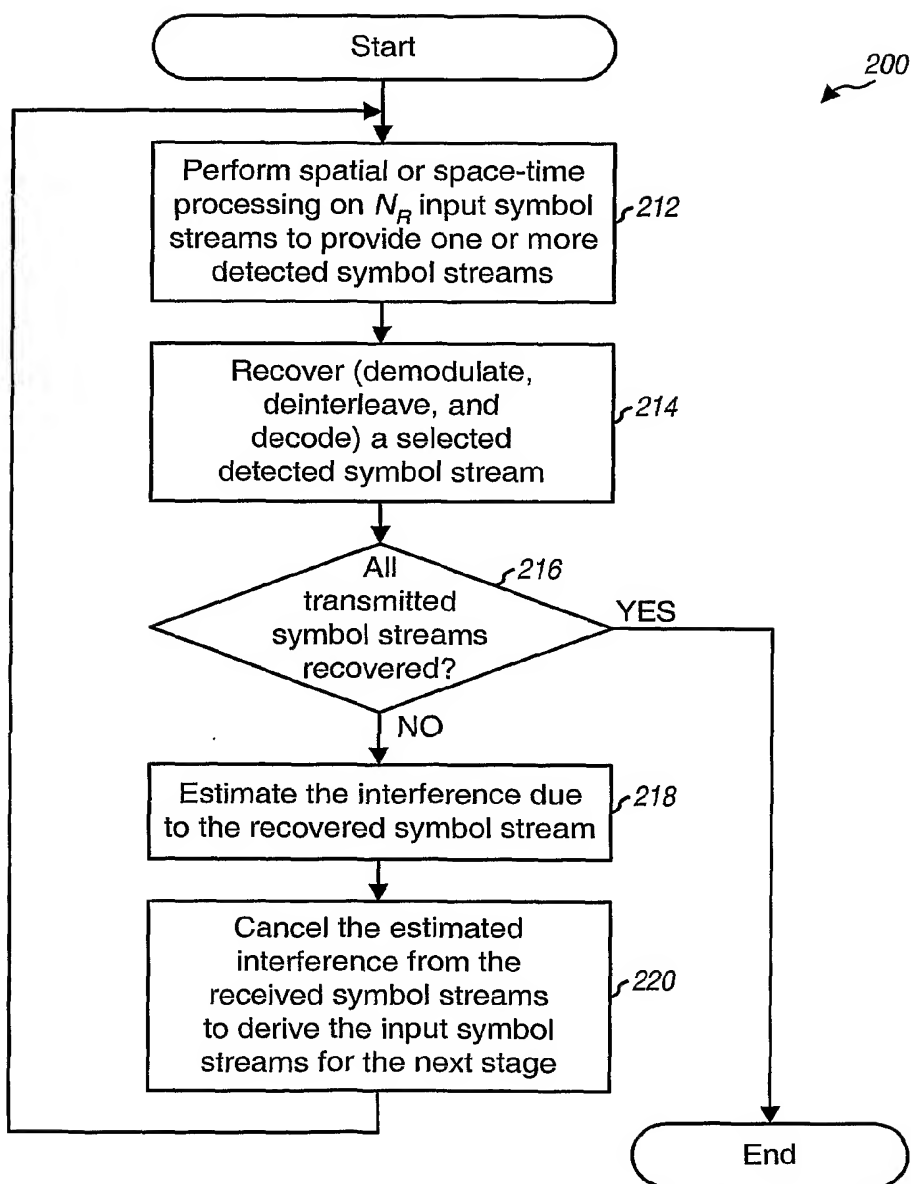 Start
200
Perform spatial or space-time
processing on N_R input symbol
streams to provide one or more
detected symbol streams
212
Recover (demodulate,
deinterleave, and
decode) a selected
detected symbol stream
214
All
transmitted
symbol streams
recovered?
216
YES
NO
Estimate the interference due
to the recovered symbol stream
218
Cancel the estimated
interference from the
received symbol streams
to derive the input symbol
streams for the next stage
220
End